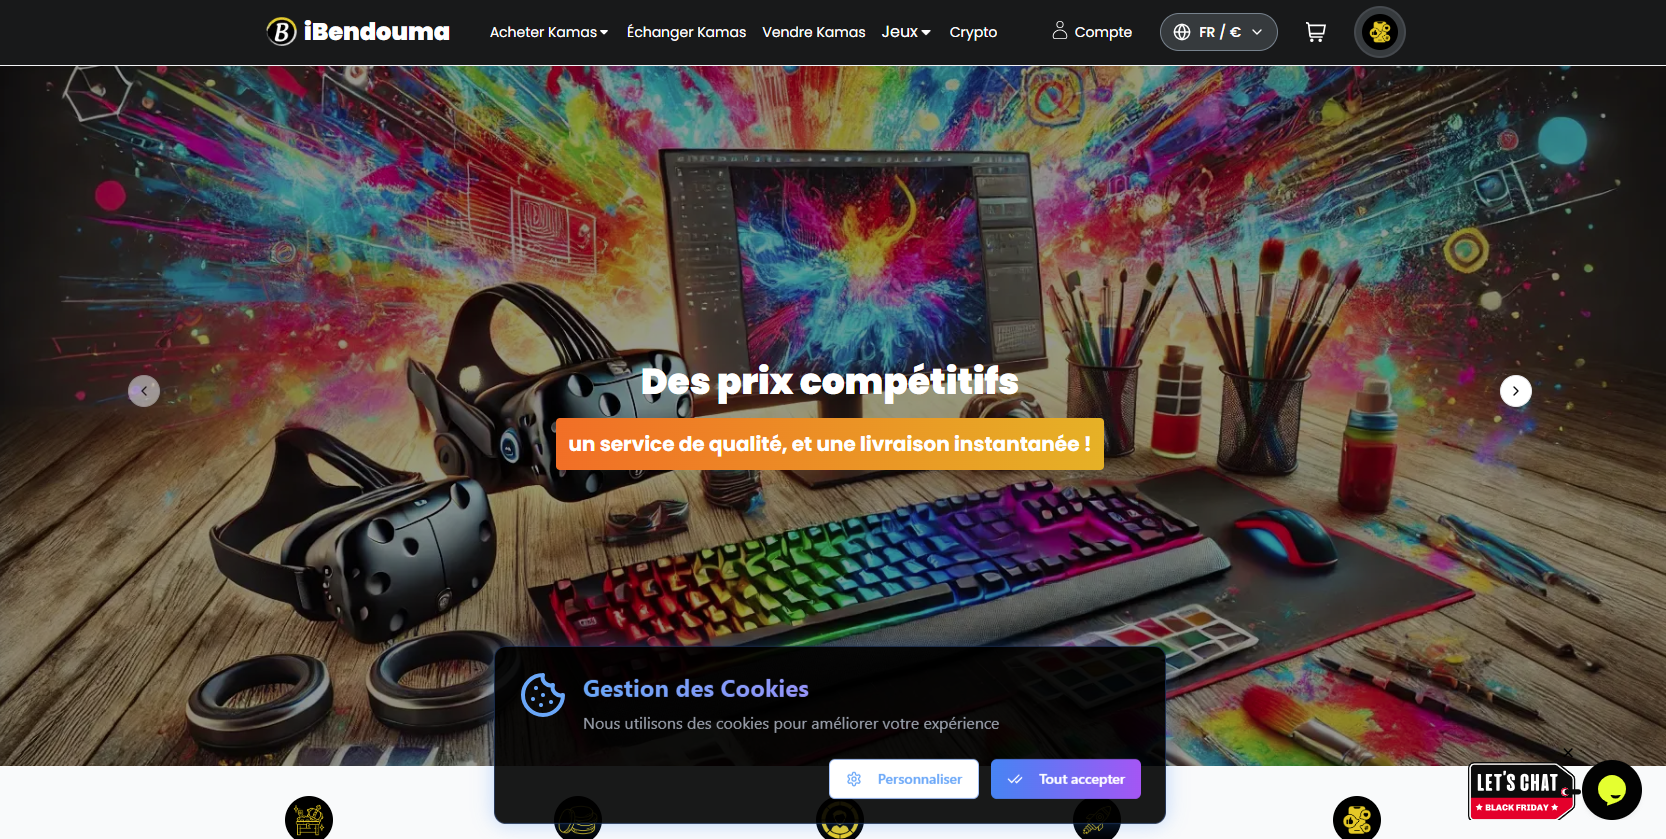 B iBendouma
Acheter Kamas
Échanger Kamas
Vendre Kamas
Jeux
Crypto
Compte
FR / €
Des prix compétitifs
un service de qualité, et une livraison instantanée !
Gestion des Cookies
Nous utilisons des cookies pour améliorer votre expérience
Personnaliser
Tout accepter
LET'S CHAT
BLACK FRIDAY